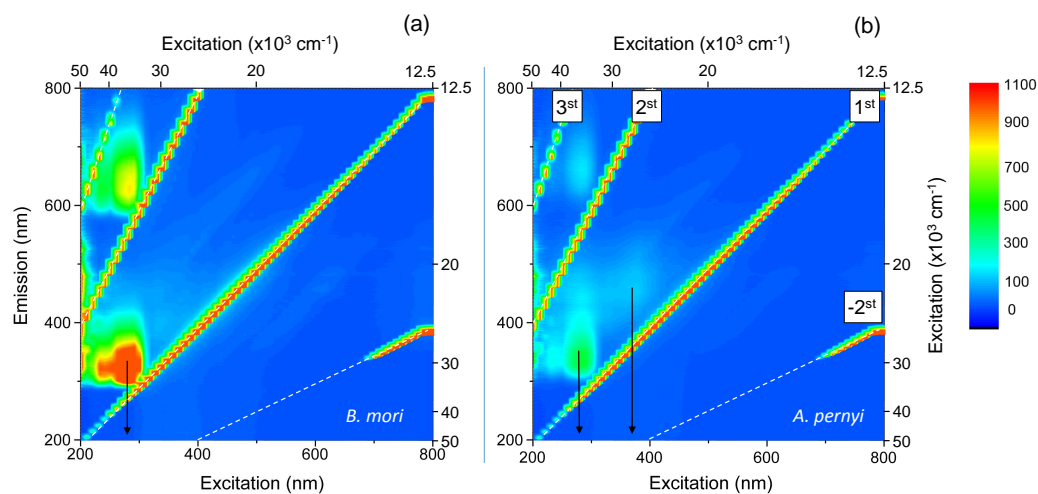 (a)
Excitation (x10³ cm⁻¹)
50 40 30 20 12.5
800
600
400
200
Emission (nm)
12.5
20
30
40
50
B. mori
200 400 600 800
Excitation (nm)
(b)
Excitation (x10³ cm⁻¹)
50 40 30 20 12.5
800
600
400
200
3ˢᵗ 2ˢᵗ 1ˢᵗ
-2ˢᵗ
12.5
20
30
40
50
Excitation (x10³ cm⁻¹)
A. pernyi
200 400 600 800
Excitation (nm)
1100
900
700
500
300
100
0